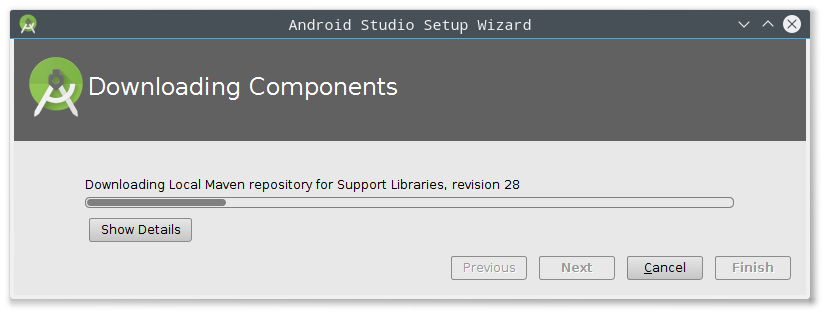 Android Studio Setup Wizard
Downloading Components
Downloading Local Maven repository for Support Libraries, revision 28
Show Details
Previous Next Cancel Finish